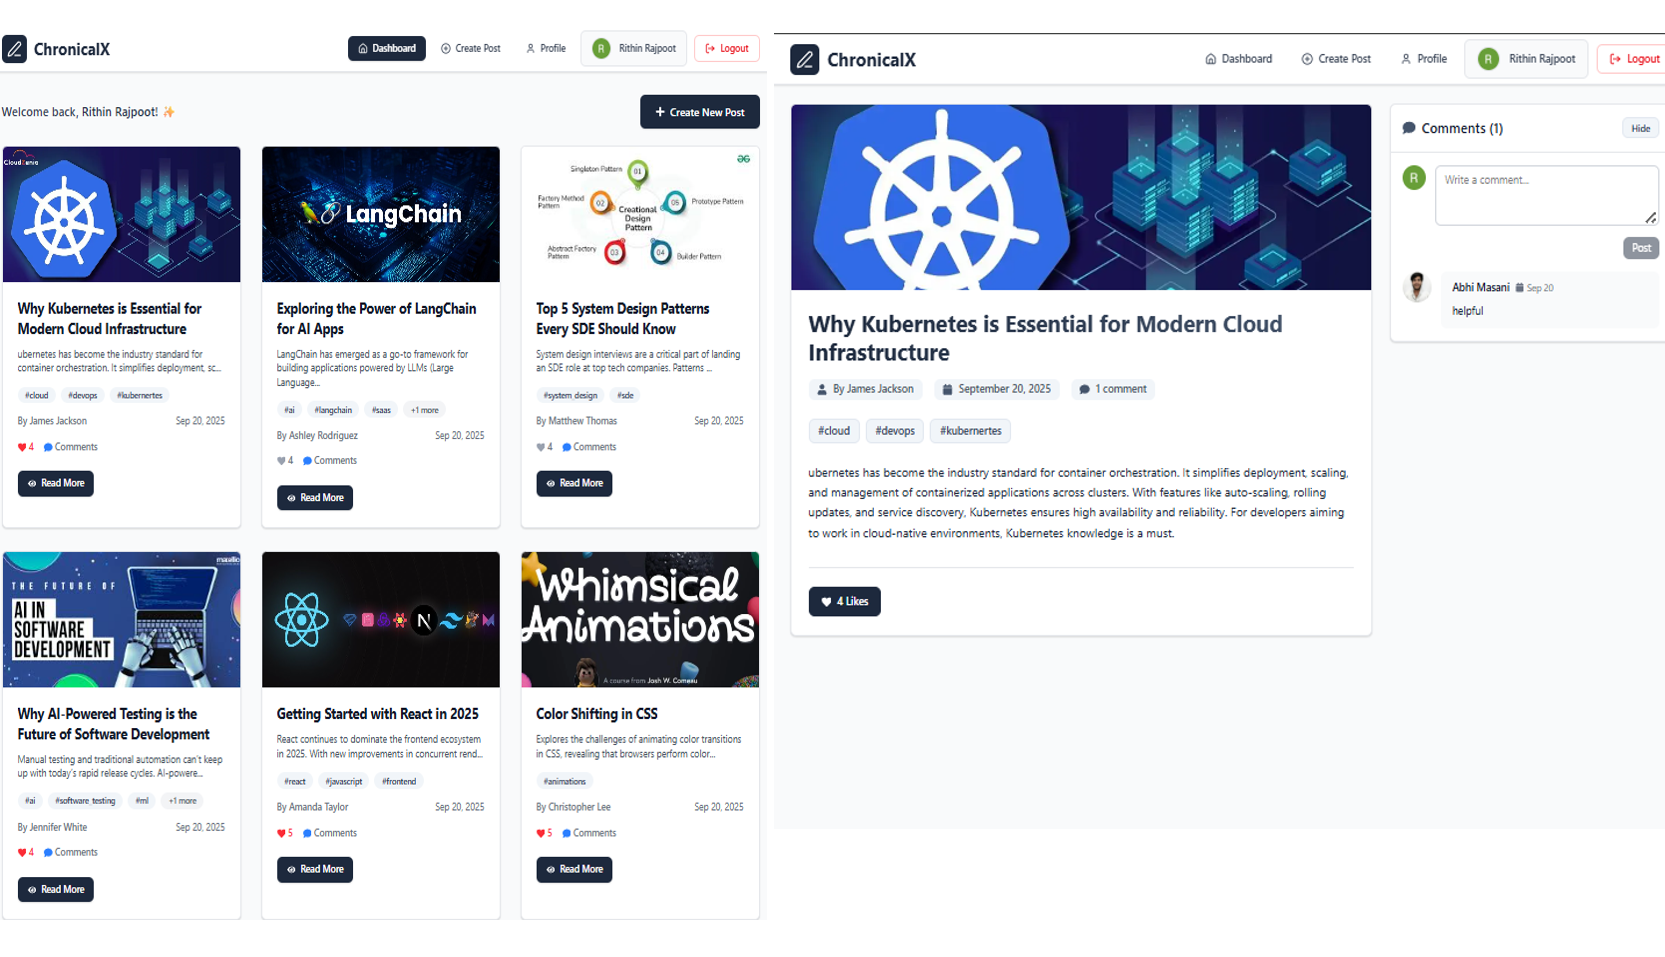 ChronicalX
Dashboard
Create Post
Profile
R
Rithin Rajpoot
Logout
Welcome back, Rithin Rajpoot! ✨
+ Create New Post
Why Kubernetes is Essential for
Modern Cloud Infrastructure
ubernetes has become the industry standard for
container orchestration. It simplifies deployment, sc...
#cloud #devops #kubernertes
By James Jackson Sep 20, 2025
4 Comments
Read More
LangChain
Exploring the Power of LangChain
for AI Apps
LangChain has emerged as a go-to framework for
building applications powered by LLMs (Large
Language...
#ai #langchain #saas +1 more
By Ashley Rodriguez Sep 20, 2025
4 Comments
Read More
Singleton Pattern
01
Factory Method
Pattern
02
Creational
Design
Pattern
05
Prototype Pattern
Abstract Factory
Pattern
03
04
Builder Pattern
Top 5 System Design Patterns
Every SDE Should Know
System design interviews are a critical part of landing
an SDE role at top tech companies. Patterns ...
#system_design #sde
By Matthew Thomas Sep 20, 2025
4 Comments
Read More
THE FUTURE OF
AI IN
SOFTWARE
DEVELOPMENT
Why AI-Powered Testing is the
Future of Software Development
Manual testing and traditional automation can't keep
up with today's rapid release cycles. AI-powere...
#ai #software_testing #ml +1 more
By Jennifer White Sep 20, 2025
4 Comments
Read More
N
Getting Started with React in 2025
React continues to dominate the frontend ecosystem
in 2025. With new improvements in concurrent rend...
#react #javascript #frontend
By Amanda Taylor Sep 20, 2025
5 Comments
Read More
Whimsical
Animations
A course from Josh W. Comeau
Color Shifting in CSS
Explores the challenges of animating color transitions
in CSS, revealing that browsers perform color...
#animations
By Christopher Lee Sep 20, 2025
5 Comments
Read More
ChronicalX
Dashboard
Create Post
Profile
R
Rithin Rajpoot
Logout
Why Kubernetes is Essential for Modern Cloud
Infrastructure
By James Jackson September 20, 2025 1 comment
#cloud #devops #kubernertes
ubernetes has become the industry standard for container orchestration. It simplifies deployment, scaling,
and management of containerized applications across clusters. With features like auto-scaling, rolling
updates, and service discovery, Kubernetes ensures high availability and reliability. For developers aiming
to work in cloud-native environments, Kubernetes knowledge is a must.
4 Likes
Comments (1)
Hide
R
Write a comment...
Post
Abhi Masani Sep 20
helpful